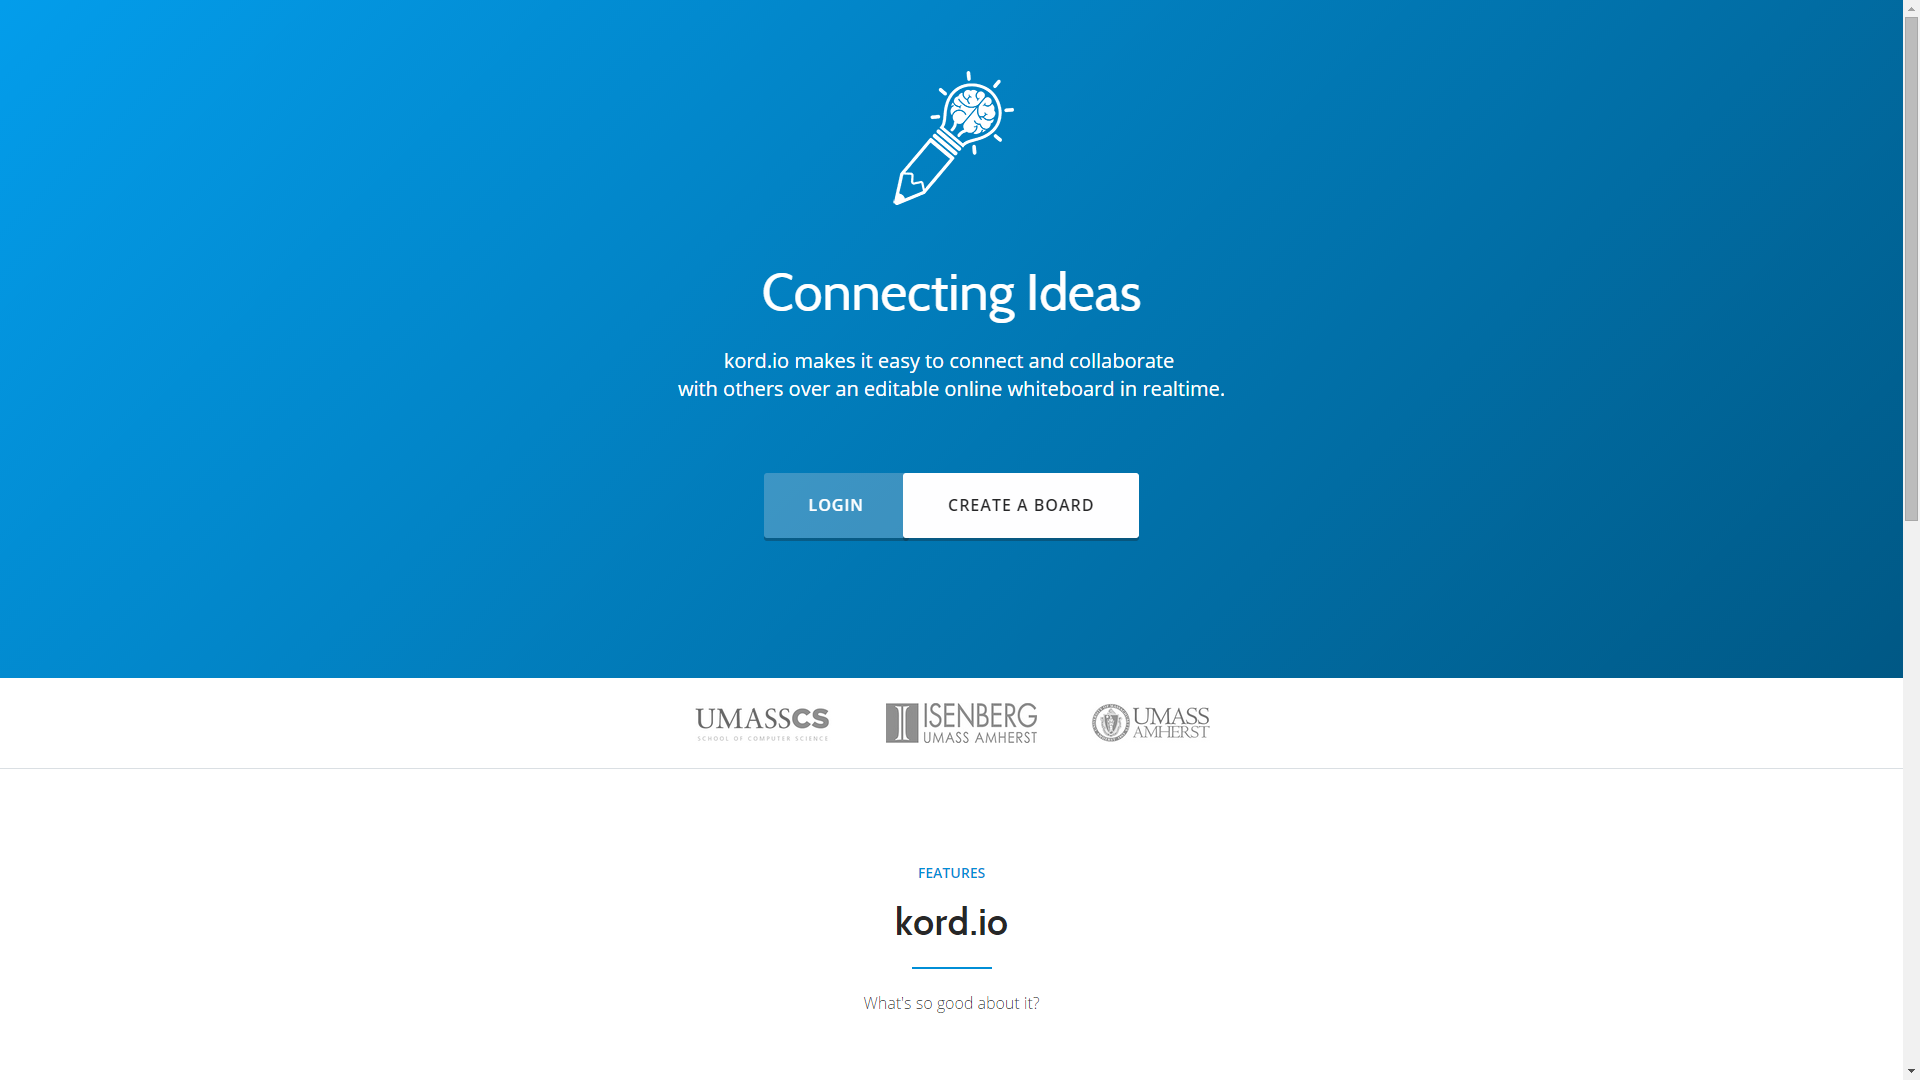 Connecting Ideas
kord.io makes it easy to connect and collaborate
with others over an editable online whiteboard in realtime.
LOGIN
CREATE A BOARD
UMASSCS
SCHOOL OF COMPUTER SCIENCE
ISENBERG
UMASS AMHERST
UMASS
AMHERST
FEATURES
kord.io
What's so good about it?